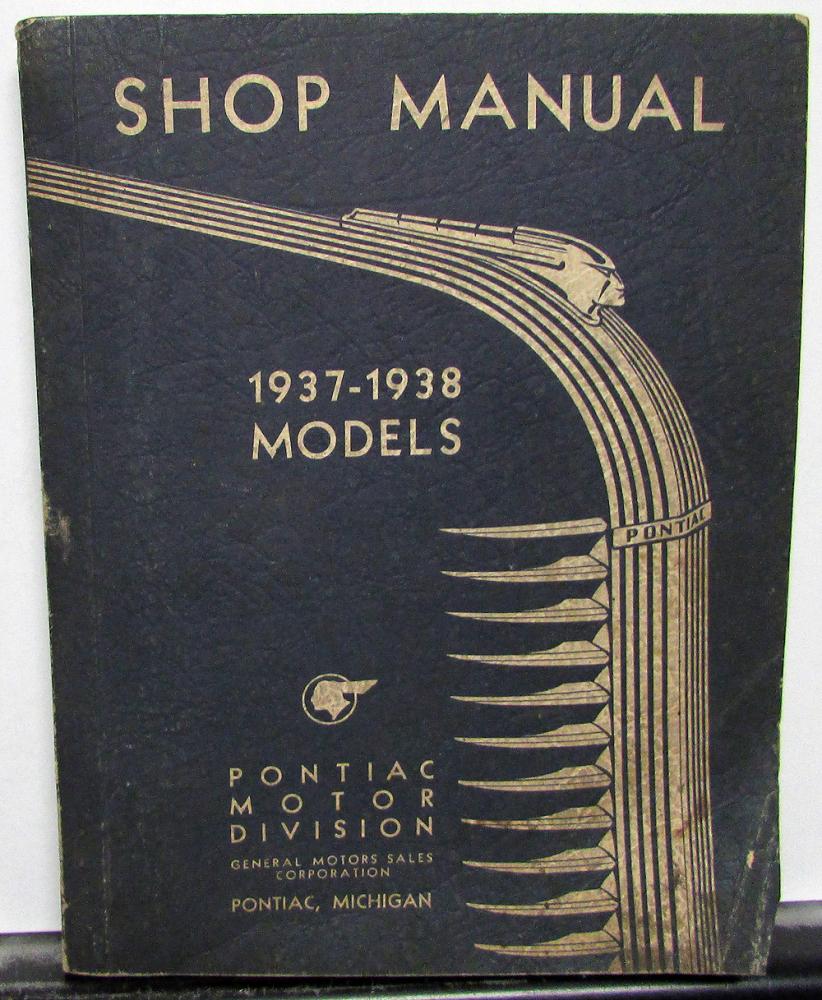 SHOP MANUAL
1937-1938
MODELS
PONTIAC
PONTIAC
MOTOR
DIVISION
GENERAL MOTORS SALES
CORPORATION
PONTIAC, MICHIGAN